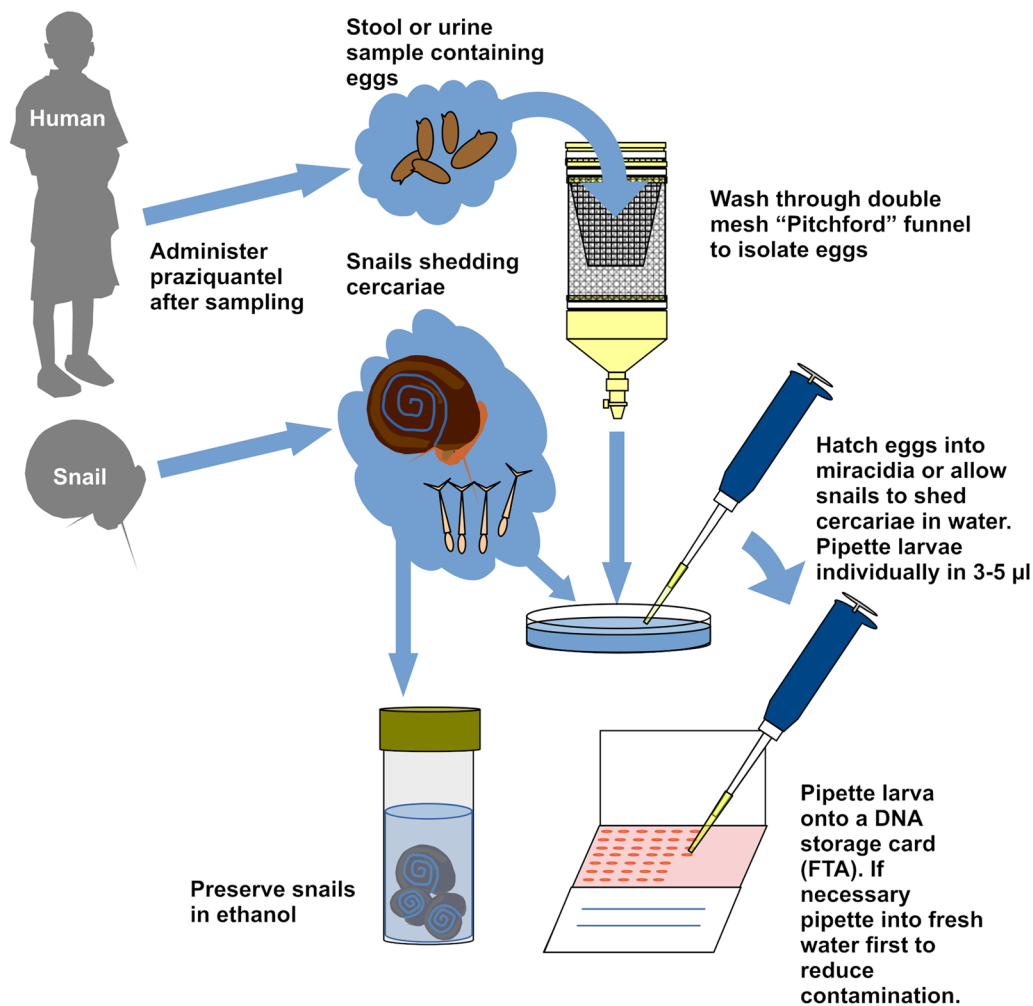 Human
Stool or urine
sample containing
eggs
Administer
praziquantel
after sampling
Wash through double
mesh “Pitchford” funnel
to isolate eggs
Snails shedding
cercariae
Snail
Hatch eggs into
miracidia or allow
snails to shed
cercariae in water.
Pipette larvae
individually in 3-5 µl
Preserve snails
in ethanol
Pipette larva
onto a DNA
storage card
(FTA). If
necessary
pipette into fresh
water first to
reduce
contamination.